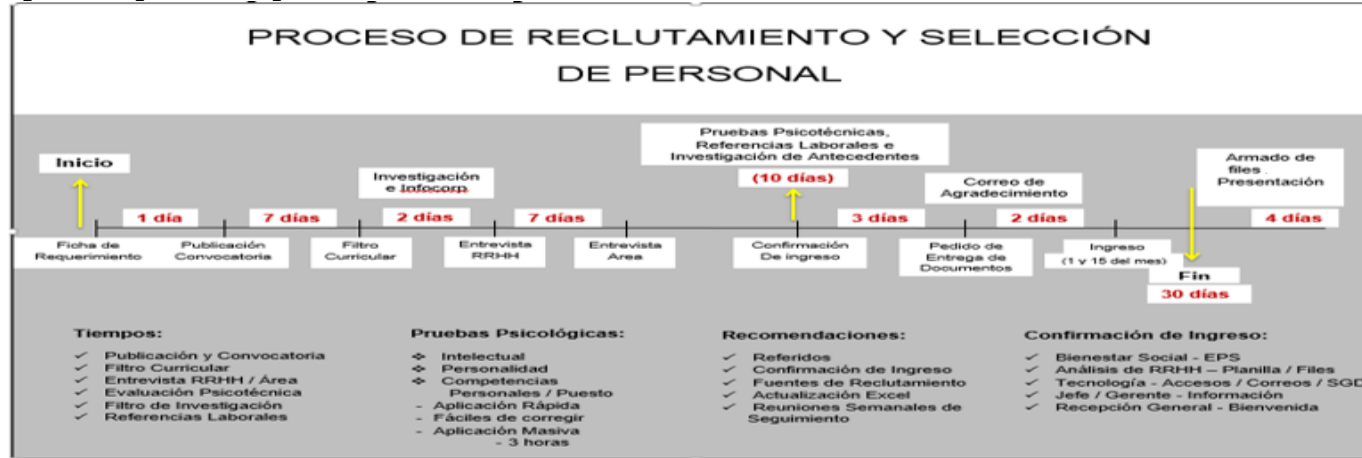 PROCESO DE RECLUTAMIENTO Y SELECCIÓN
DE PERSONAL
Inicio
Investigación
e Infocorp
Pruebas Psicotécnicas,
Referencias Laborales e
Investigación de Antecedentes
(10 días)
Correo de
Agradecimiento
Armado de
files .
Presentación
1 día
7 días
2 días
7 días
3 días
2 días
4 días
Ficha de
Requerimiento
Publicación
Convocatoria
Filtro
Curricular
Entrevista
RRHH
Entrevista
Area
Confirmación
De ingreso
Pedido de
Entrega de
Documentos
Ingreso
(1 y 15 del mes)
Fin
30 días
Tiempos:
✓ Publicación y Convocatoria
✓ Filtro Curricular
✓ Entrevista RRHH / Área
✓ Evaluación Psicotécnica
✓ Filtro de Investigación
✓ Referencias Laborales
Pruebas Psicológicas:
❖ Intelectual
❖ Personalidad
❖ Competencias
Personales / Puesto
- Aplicación Rápida
- Fáciles de corregir
- Aplicación Masiva
- 3 horas
Recomendaciones:
✓ Referidos
✓ Confirmación de Ingreso
✓ Fuentes de Reclutamiento
✓ Actualización Excel
✓ Reuniones Semanales de
Seguimiento
Confirmación de Ingreso:
✓ Bienestar Social - EPS
✓ Análisis de RRHH – Planilla / Files
✓ Tecnología - Accesos / Correos / SGD
✓ Jefe / Gerente - Información
✓ Recepción General - Bienvenida